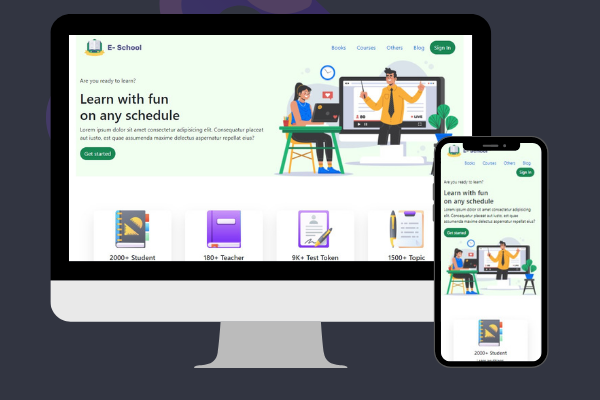 E- School
Books Courses Others Blog Sign in
Are you ready to learn?
Learn with fun
on any schedule
Lorem ipsum dolor sit amet consectetur adipisicing elit. Consequatur placeat
aut iusto, est quae assumenda maxime delectus aspernatur repellat eius?
Get started
LIVE
2000+ Student
180+ Teacher
9K+ Test Token
1500+ Topic
Books Courses Others Blog
Sign in
Are you ready to learn?
Learn with fun
on any schedule
Lorem ipsum dolor sit amet consectetur adipisicing
elit. Consequatur placeat aut iusto, est quae
assumenda maxime delectus aspernatur repellat eius?
Get started
2000+ Student